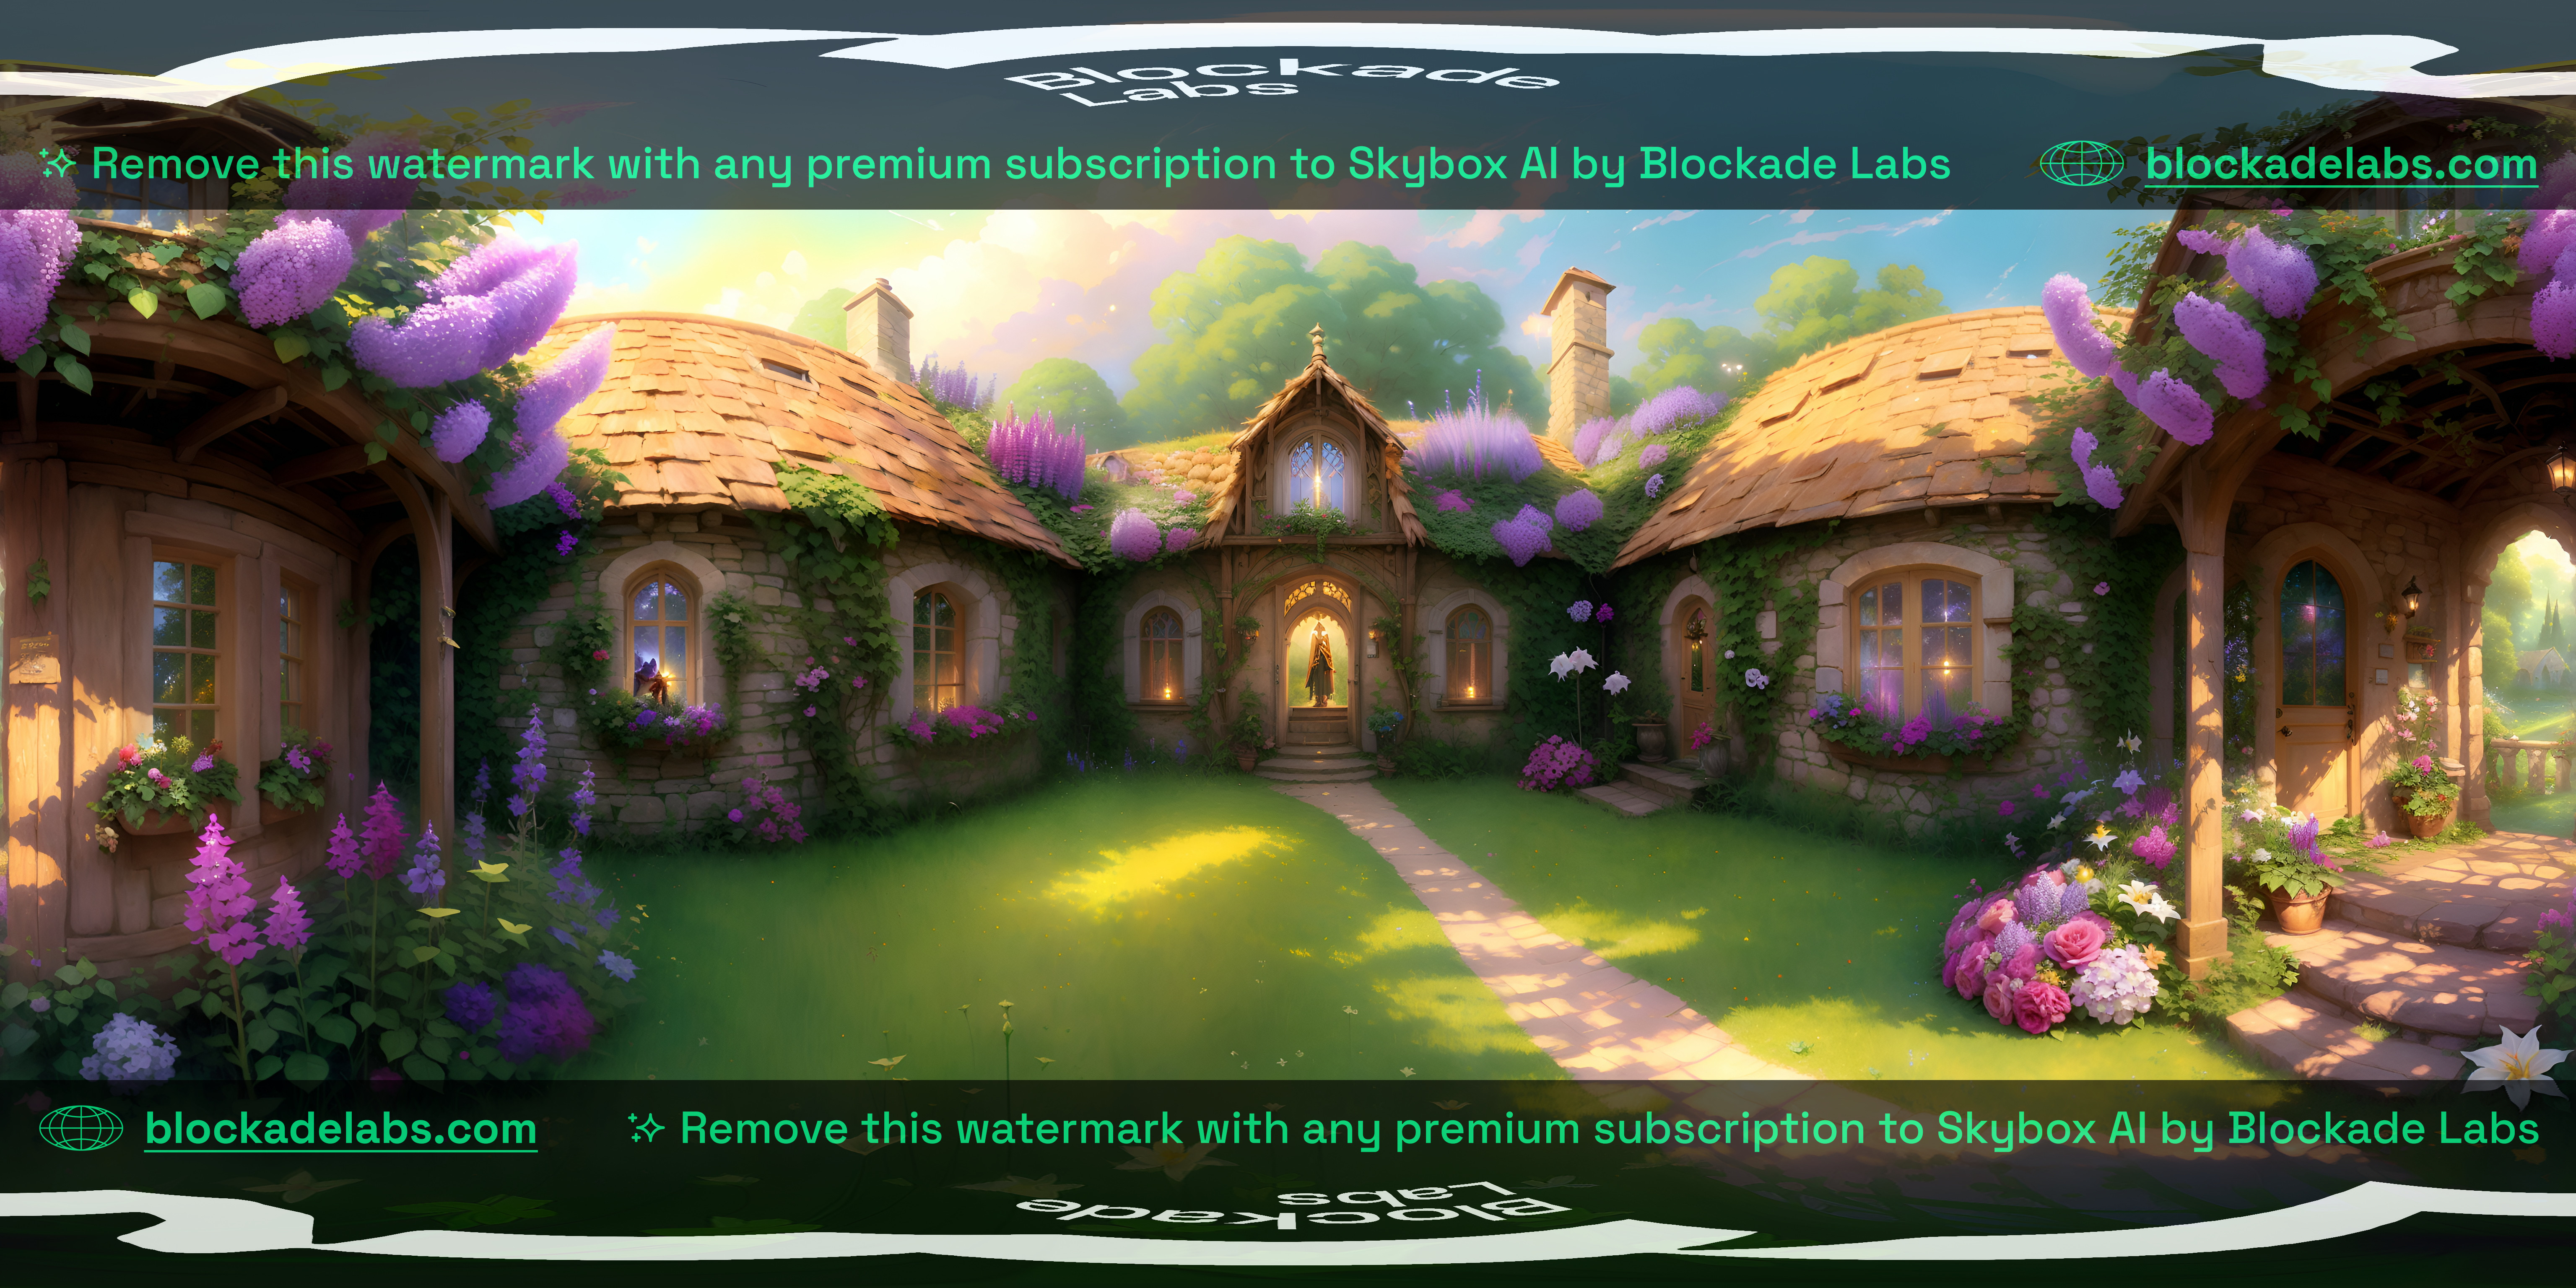 Blockade
Labs
Remove this watermark with any premium subscription to Skybox AI by Blockade Labs
blockadelabs.com
blockadelabs.com
Remove this watermark with any premium subscription to Skybox AI by Blockade Labs
Blockade
Labs